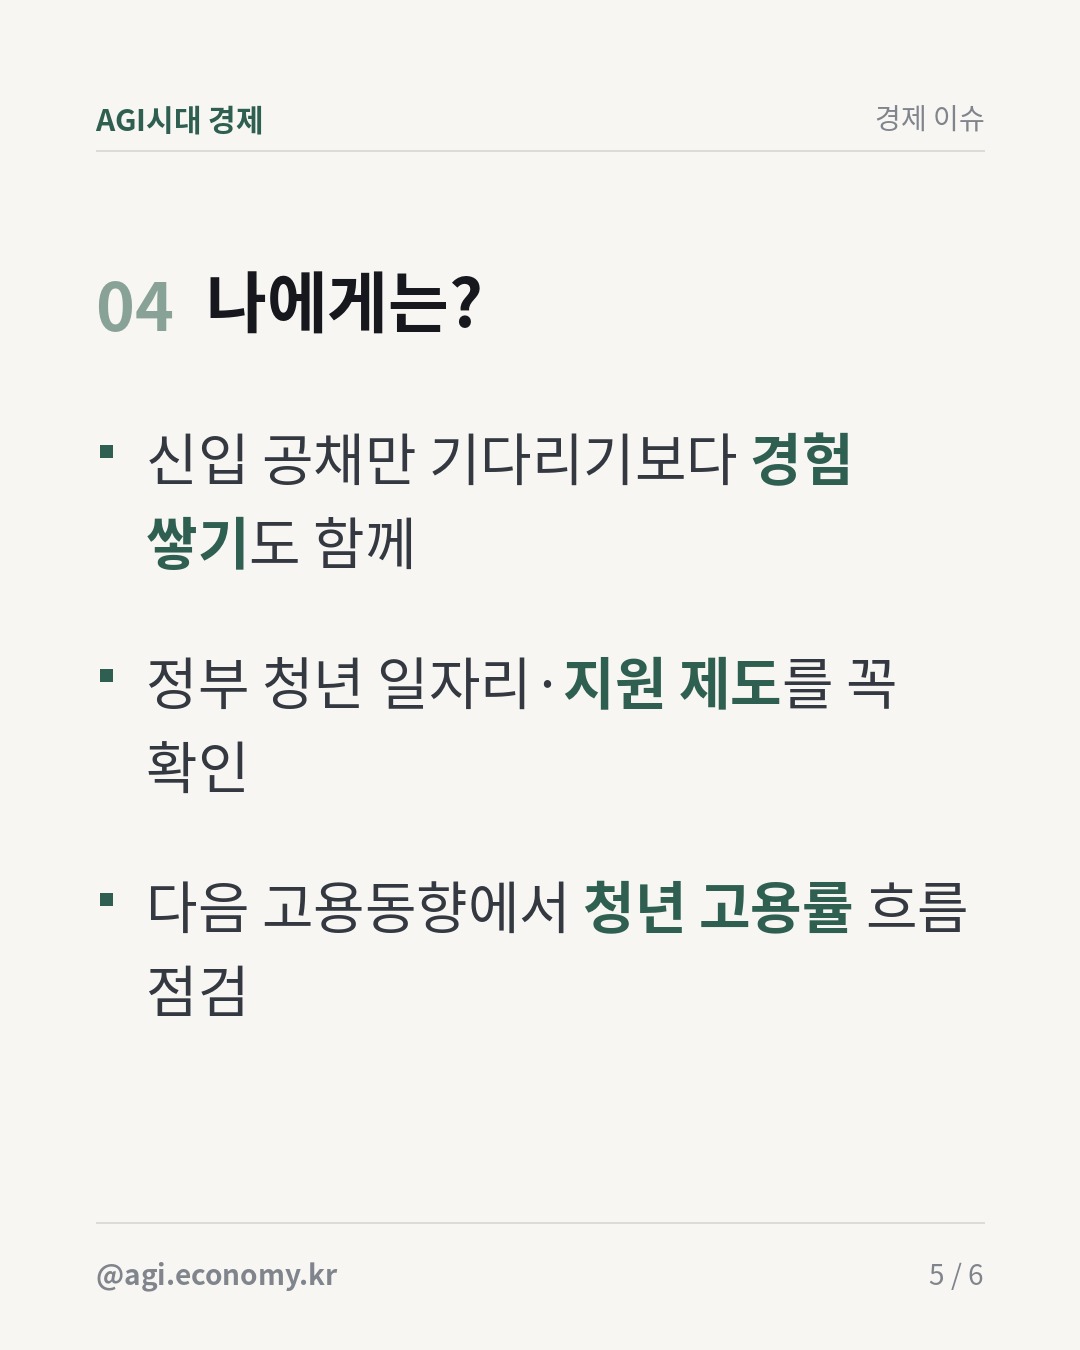 AGI시대 경제
경제 이슈
04 나에게는?
▪ 신입 공채만 기다리기보다 경험
쌓기도 함께
▪ 정부 청년 일자리·지원 제도를 꼭
확인
▪ 다음 고용동향에서 청년 고용률 흐름
점검
@agi.economy.kr
5 / 6